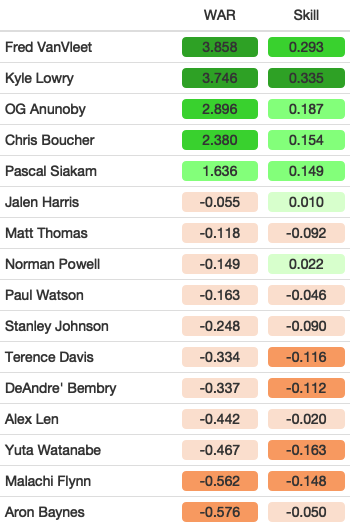 WAR Skill
Fred VanVleet 3.858 0.293
Kyle Lowry 3.746 0.335
OG Anunoby 2.896 0.187
Chris Boucher 2.380 0.154
Pascal Siakam 1.636 0.149
Jalen Harris -0.055 0.010
Matt Thomas -0.118 -0.092
Norman Powell -0.149 0.022
Paul Watson -0.163 -0.046
Stanley Johnson -0.248 -0.090
Terence Davis -0.334 -0.116
DeAndre' Bembry -0.337 -0.112
Alex Len -0.442 -0.020
Yuta Watanabe -0.467 -0.163
Malachi Flynn -0.562 -0.148
Aron Baynes -0.576 -0.050